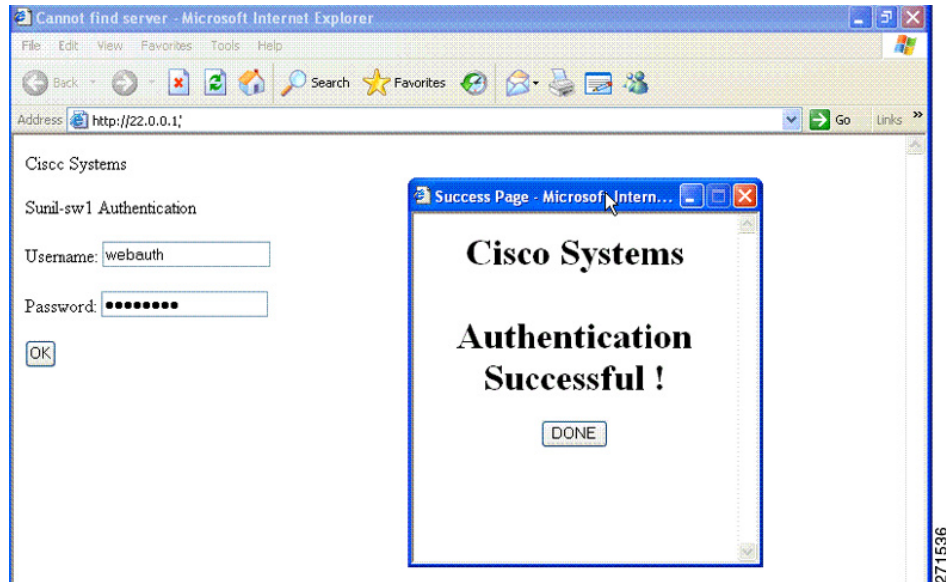 Cannot find server - Microsoft Internet Explorer
File Edit View Favorites Tools Help
Back Search Favorites
Address http://22.0.0.1/ Go Links »
Cisco Systems
Sunil-sw1 Authentication
Username: webauth
Password: ●●●●●●●●
OK
Success Page - Microsoft Intern...
Cisco Systems
Authentication
Successful !
DONE
271536